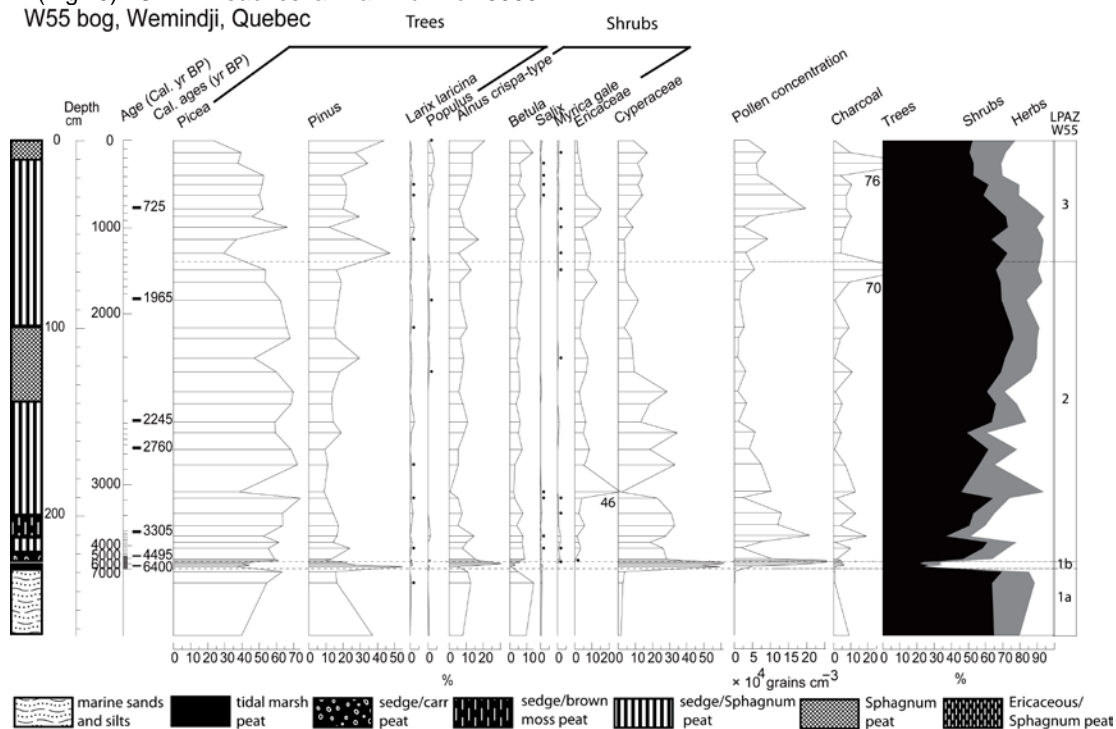 W55 bog, Wemindji, Quebec
Trees
Shrubs
Depth cm
Age (Cal. yr BP)
Cal. ages (yr BP)
Picea
Pinus
Larix laricina
Populus
Alnus crispa-type
Betula
Salix
Myrica gale
Ericaceae
Cyperaceae
Pollen concentration
Charcoal
Trees
Shrubs
Herbs
LPAZ W55
0
100
200
0
1000
2000
3000
4000
5000
6000
7000
725
1965
2245
2760
3305
4495
6400
76
70
46
3
2
1b
1a
0 10 20 30 40 50 60 70
0 10 20 30 40 50
0
0
0 10 20
0 10 0
0
0 10 20 0
10 20 30 40 50
0 5 10 15 20
0 10 20
0 10 20 30 40 50 60 70 80 90
%
× 10⁴ grains cm⁻³
%
marine sands and silts
tidal marsh peat
sedge/carr peat
sedge/brown moss peat
sedge/Sphagnum peat
Sphagnum peat
Ericaceous/ Sphagnum peat